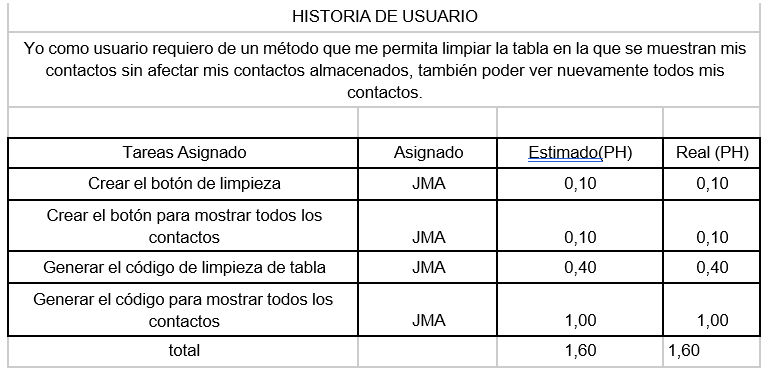 HISTORIA DE USUARIO
Yo como usuario requiero de un método que me permita limpiar la tabla en la que se muestran mis
contactos sin afectar mis contactos almacenados, también poder ver nuevamente todos mis
contactos.
Tareas Asignado Asignado Estimado(PH) Real (PH)
Crear el botón de limpieza JMA 0,10 0,10
Crear el botón para mostrar todos los
contactos JMA 0,10 0,10
Generar el código de limpieza de tabla JMA 0,40 0,40
Generar el código para mostrar todos los
contactos JMA 1,00 1,00
total 1,60 1,60